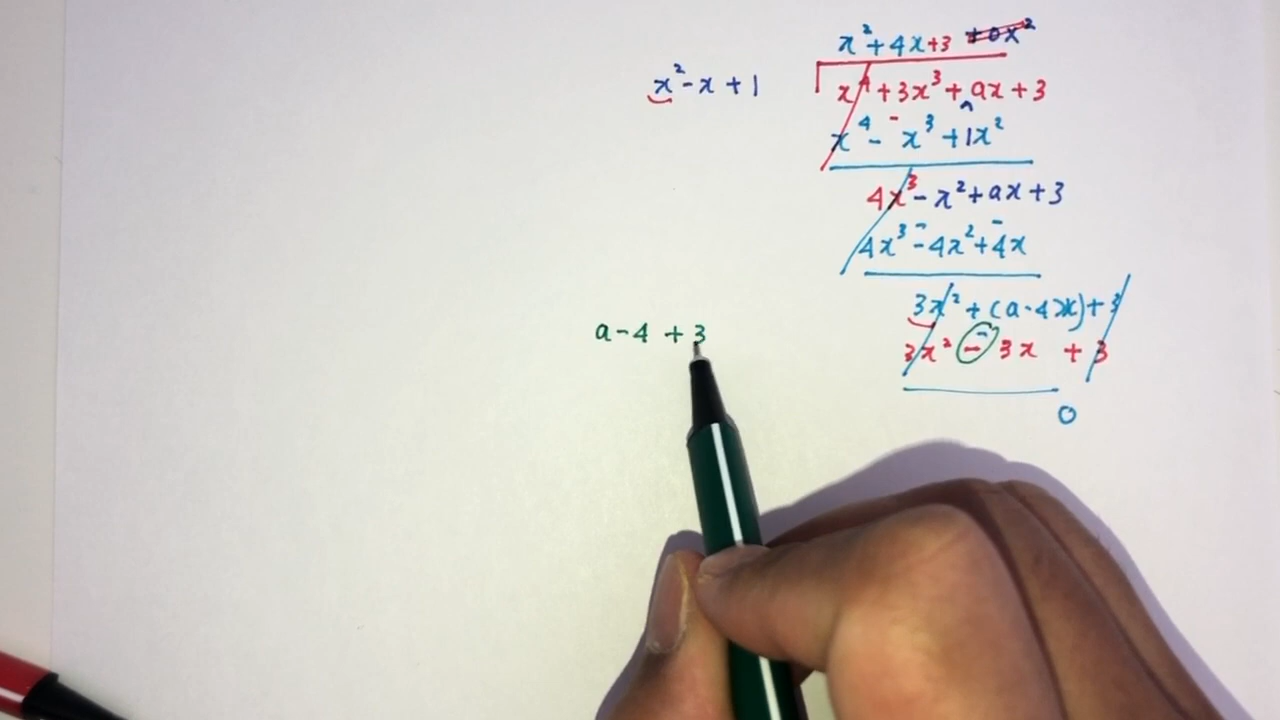 x² + 4x + 3 + 0x²
x² - x + 1
x⁴ + 3x³ + ax + 3
x⁴ - x³ + 1x²
4x³ - x² + ax + 3
4x³ - 4x² + 4x
3x² + (a - 4x) + 3
a - 4 + 3
3x² - 3x + 3
0